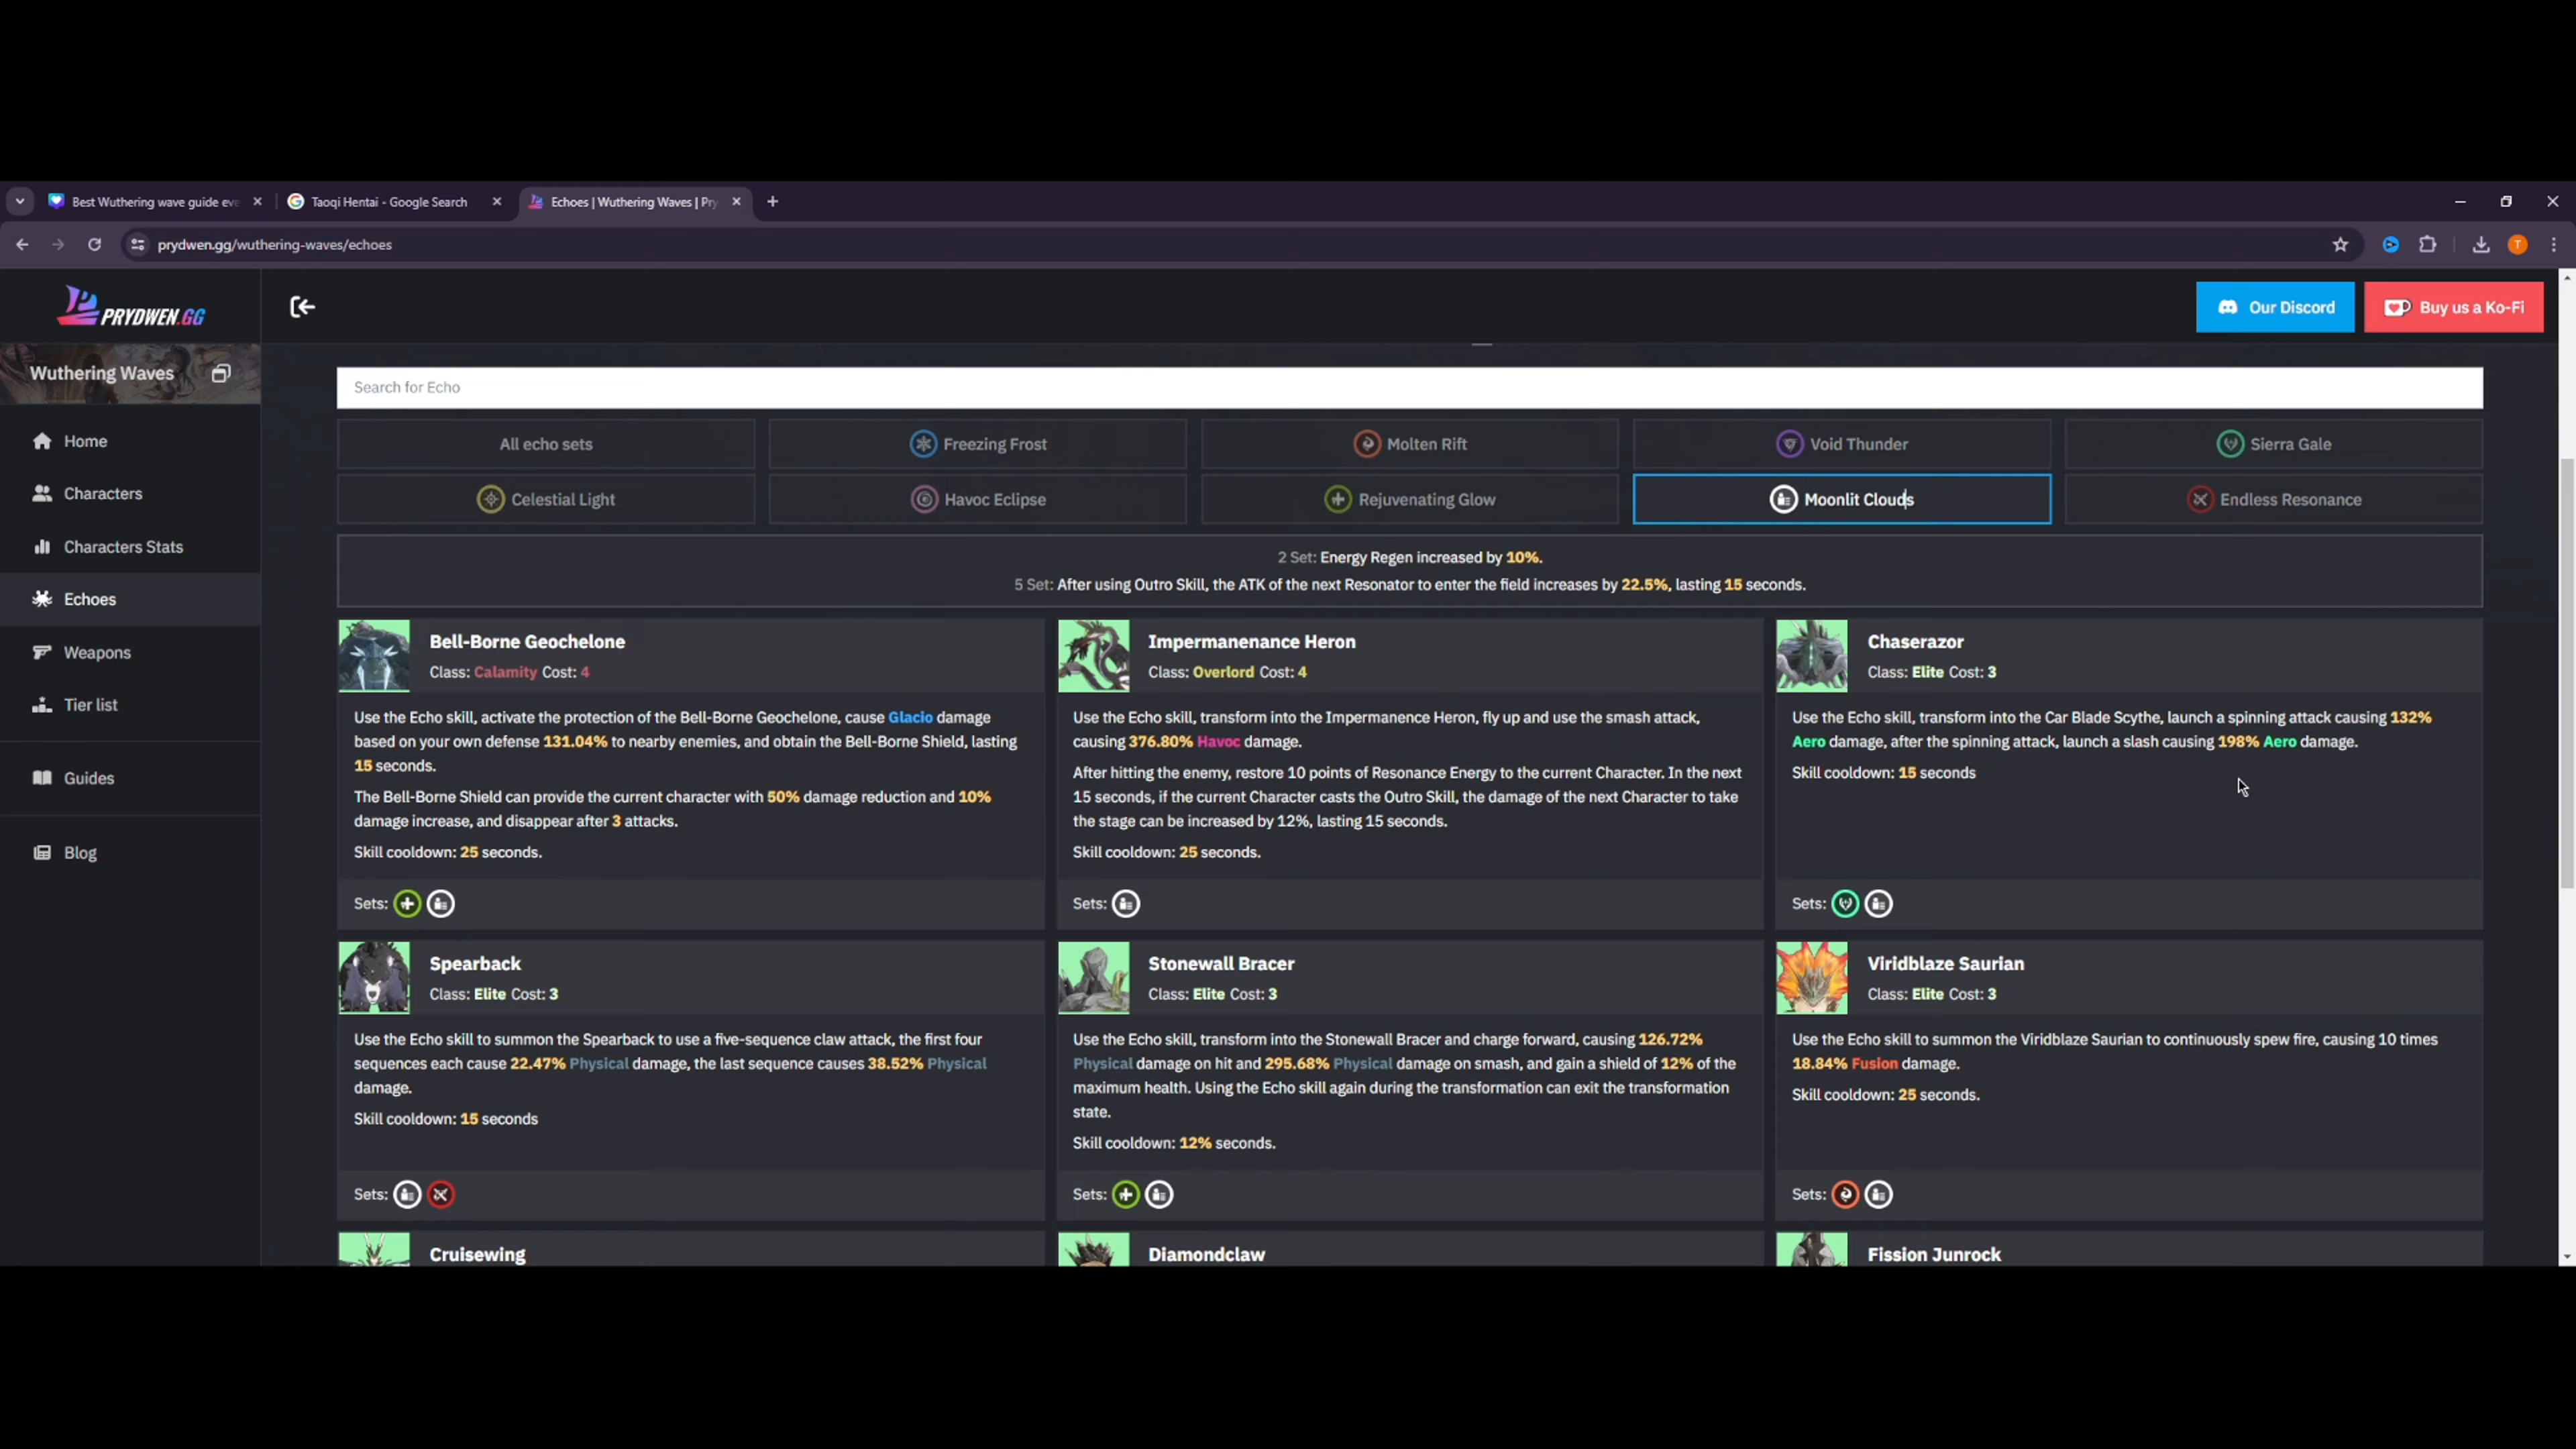 Best Wuthering wave guide eve
Taoqi Hentai - Google Search
Echoes | Wuthering Waves | Pry
prydwen.gg/wuthering-waves/echoes
T
PRYDWEN.GG
Our Discord
Buy us a Ko-Fi
Wuthering Waves
Home
Characters
Characters Stats
Echoes
Weapons
Tier list
Guides
Blog
Search for Echo
All echo sets
Freezing Frost
Molten Rift
Void Thunder
Sierra Gale
Celestial Light
Havoc Eclipse
Rejuvenating Glow
Moonlit Clouds
Endless Resonance
2 Set: Energy Regen increased by 10%.
5 Set: After using Outro Skill, the ATK of the next Resonator to enter the field increases by 22.5%, lasting 15 seconds.
Bell-Borne Geochelone
Class: Calamity Cost: 4
Use the Echo skill, activate the protection of the Bell-Borne Geochelone, cause Glacio damage
based on your own defense 131.04% to nearby enemies, and obtain the Bell-Borne Shield, lasting
15 seconds.
The Bell-Borne Shield can provide the current character with 50% damage reduction and 10%
damage increase, and disappear after 3 attacks.
Skill cooldown: 25 seconds.
Sets:
Impermanenance Heron
Class: Overlord Cost: 4
Use the Echo skill, transform into the Impermanence Heron, fly up and use the smash attack,
causing 376.80% Havoc damage.
After hitting the enemy, restore 10 points of Resonance Energy to the current Character. In the next
15 seconds, if the current Character casts the Outro Skill, the damage of the next Character to take
the stage can be increased by 12%, lasting 15 seconds.
Skill cooldown: 25 seconds.
Sets:
Chaserazor
Class: Elite Cost: 3
Use the Echo skill, transform into the Car Blade Scythe, launch a spinning attack causing 132%
Aero damage, after the spinning attack, launch a slash causing 198% Aero damage.
Skill cooldown: 15 seconds
Sets:
Spearback
Class: Elite Cost: 3
Use the Echo skill to summon the Spearback to use a five-sequence claw attack, the first four
sequences each cause 22.47% Physical damage, the last sequence causes 38.52% Physical
damage.
Skill cooldown: 15 seconds
Sets:
Stonewall Bracer
Class: Elite Cost: 3
Use the Echo skill, transform into the Stonewall Bracer and charge forward, causing 126.72%
Physical damage on hit and 295.68% Physical damage on smash, and gain a shield of 12% of the
maximum health. Using the Echo skill again during the transformation can exit the transformation
state.
Skill cooldown: 12% seconds.
Sets:
Viridblaze Saurian
Class: Elite Cost: 3
Use the Echo skill to summon the Viridblaze Saurian to continuously spew fire, causing 10 times
18.84% Fusion damage.
Skill cooldown: 25 seconds.
Sets:
Cruisewing
Diamondclaw
Fission Junrock